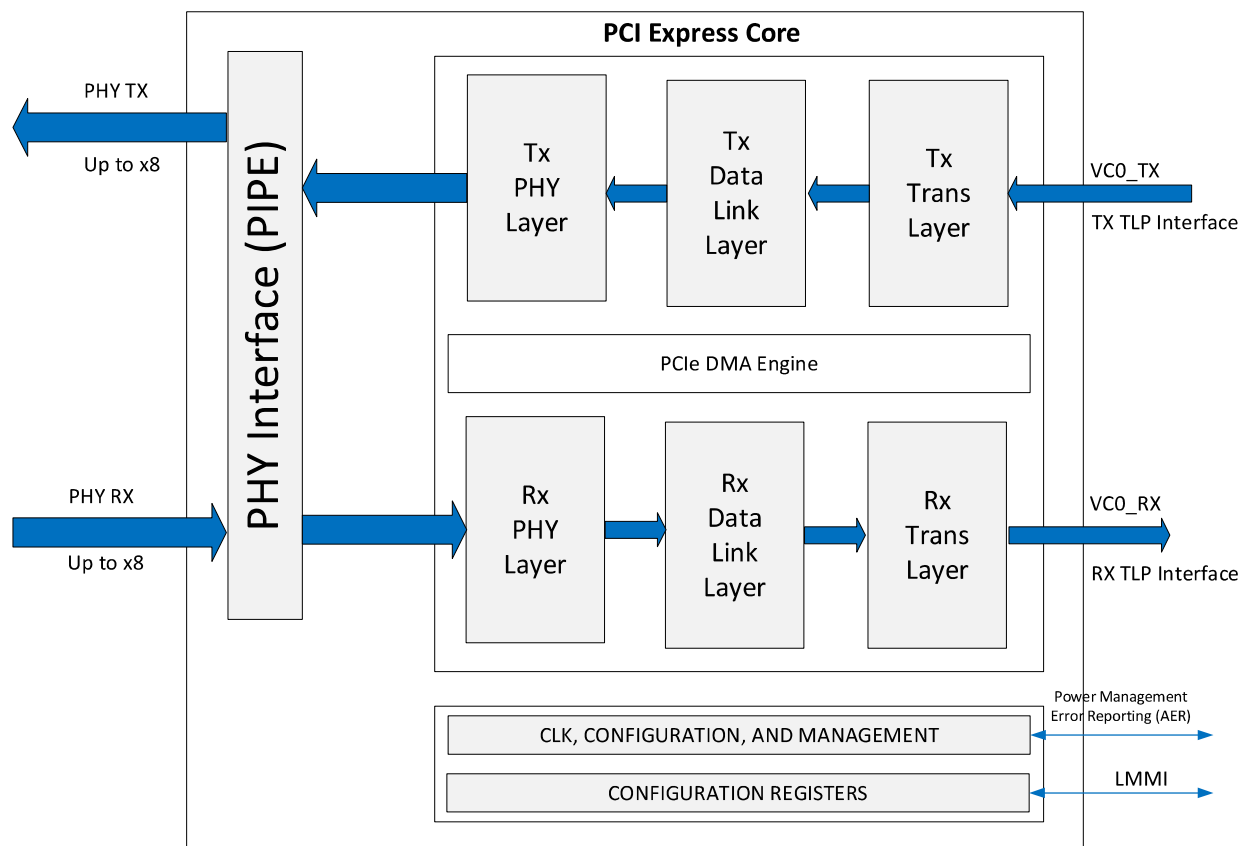 PCI Express Core
PHY TX
Up to x8
PHY Interface (PIPE)
Tx
PHY
Layer
Tx
Data
Link
Layer
Tx
Trans
Layer
VC0_TX
TX TLP Interface
PCIe DMA Engine
PHY RX
Up to x8
Rx
PHY
Layer
Rx
Data
Link
Layer
Rx
Trans
Layer
VC0_RX
RX TLP Interface
Power Management
Error Reporting (AER)
CLK, CONFIGURATION, AND MANAGEMENT
LMMI
CONFIGURATION REGISTERS